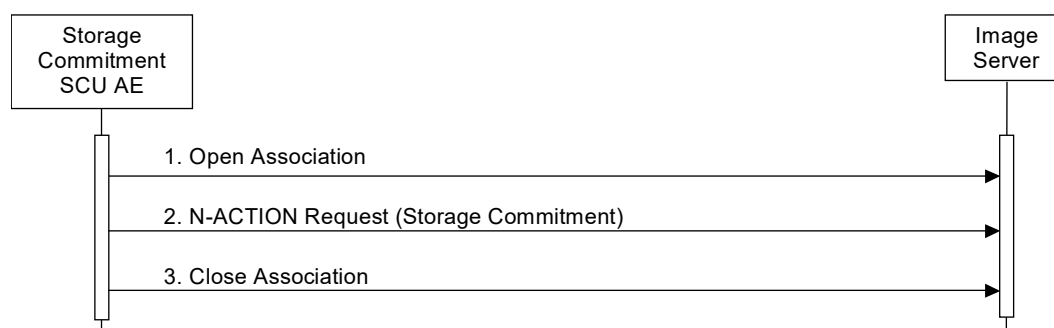 Storage
Commitment
SCU AE
Image
Server
1. Open Association
2. N-ACTION Request (Storage Commitment)
3. Close Association